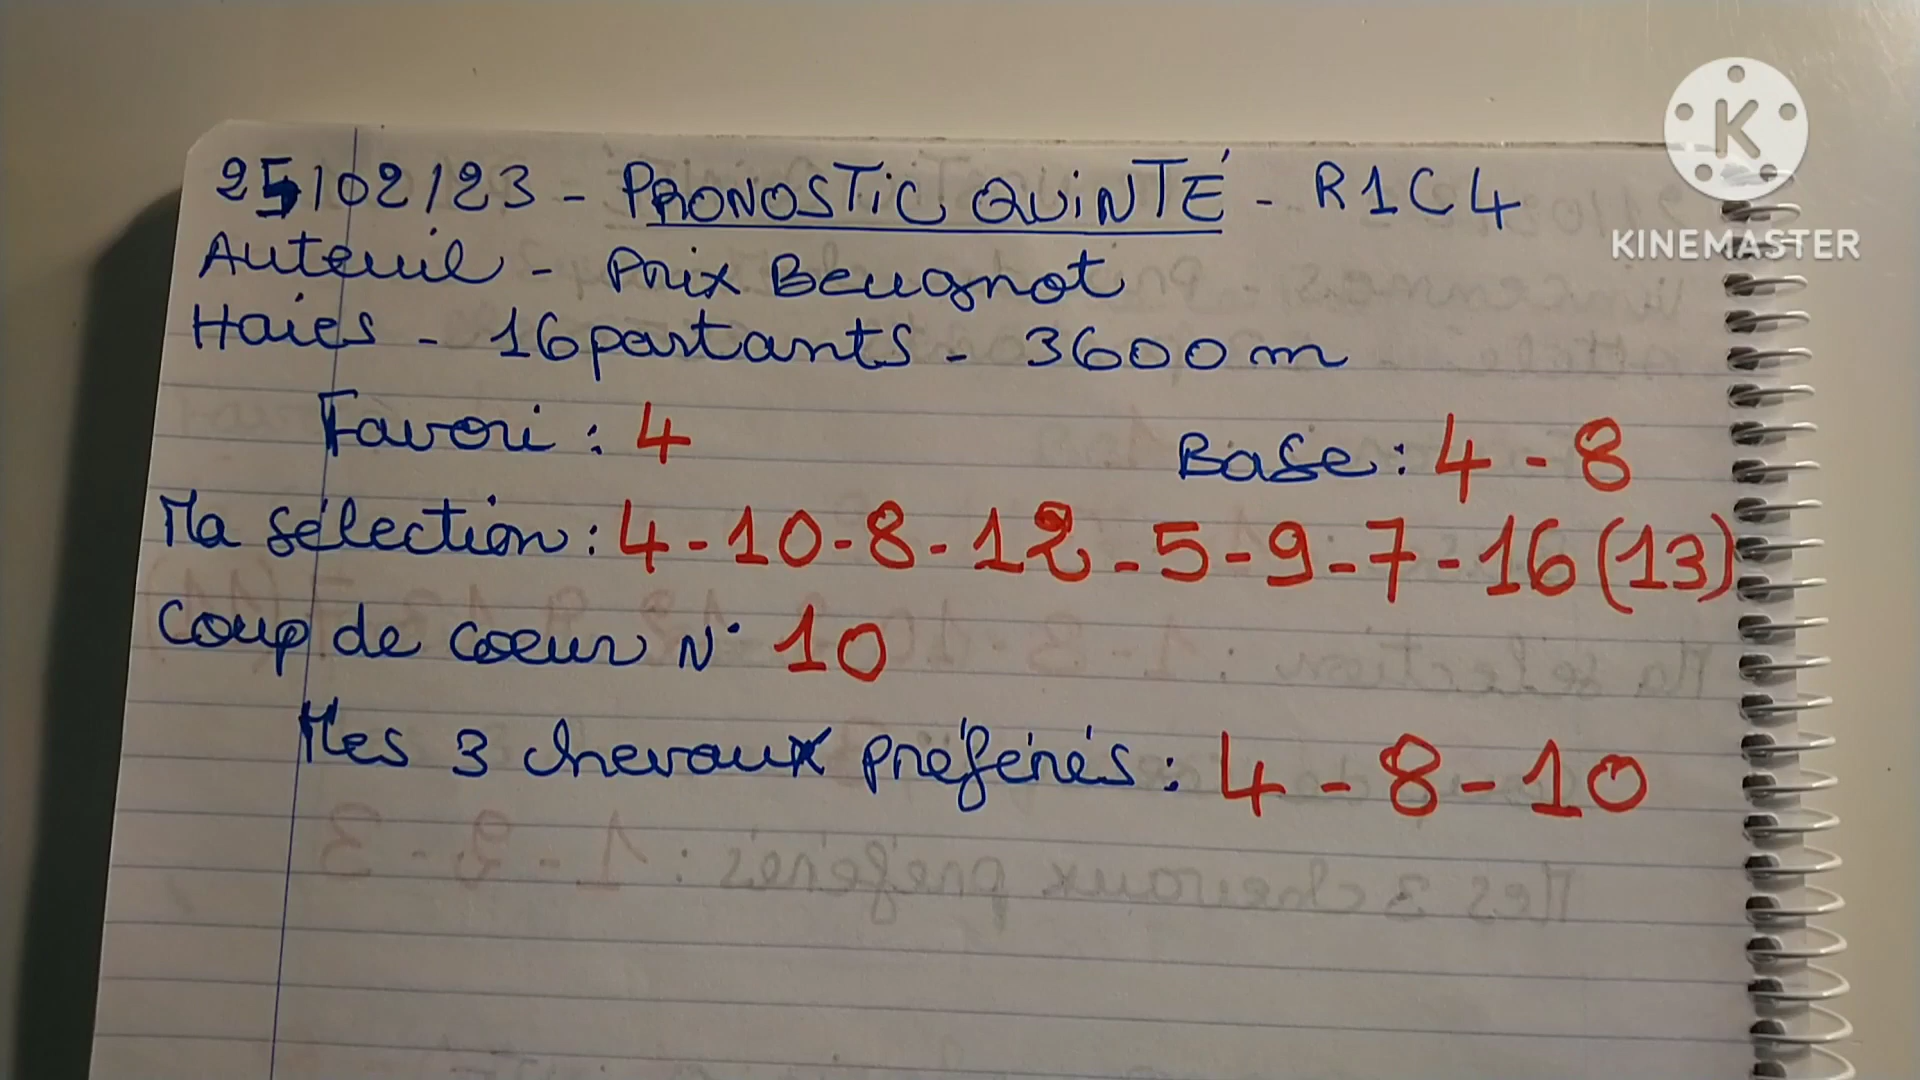 25/02/23 - PRONOSTIC QUINTÉ - R1C4
Auteuil - Prix Beugnot
Haies - 16 partants - 3600m
Favori : 4 Base : 4 - 8
Ma sélection : 4 - 10 - 8 - 12 - 5 - 9 - 7 - 16 (13)
Coup de coeur N° 10
Mes 3 chevaux préférés : 4 - 8 - 10
KINEMASTER